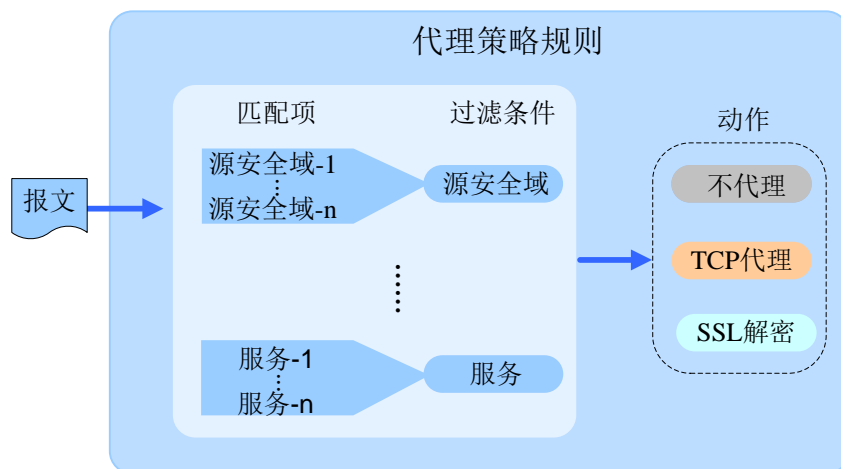 代理策略规则
匹配项
过滤条件
动作
报文
源安全域-1
源安全域-n
源安全域
不代理
TCP代理
SSL解密
服务-1
服务-n
服务